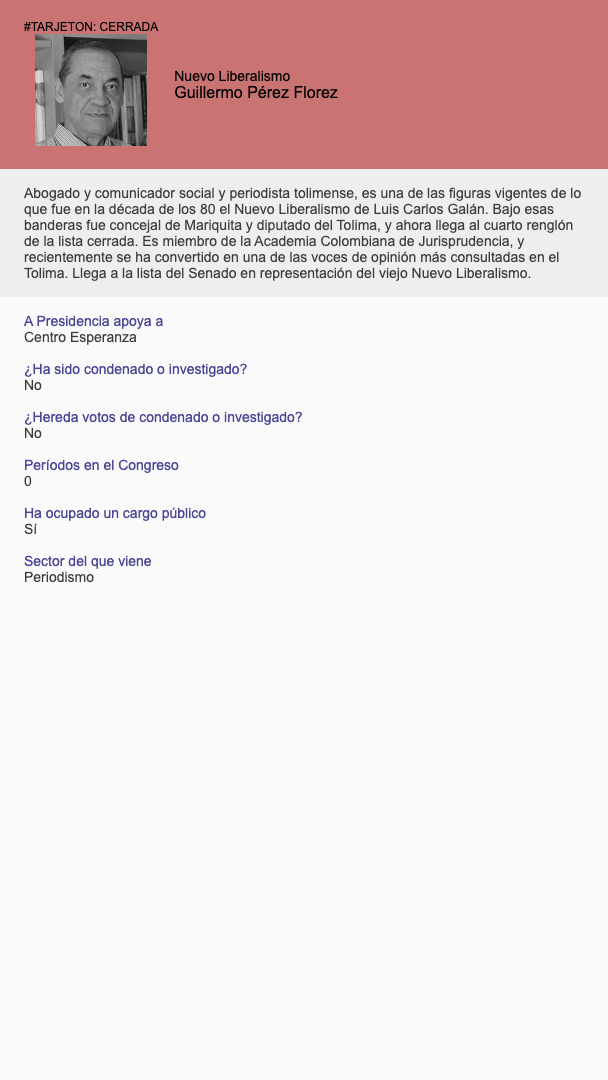 #TARJETON: CERRADA
Nuevo Liberalismo
Guillermo Pérez Florez
Abogado y comunicador social y periodista tolimense, es una de las figuras vigentes de lo
que fue en la década de los 80 el Nuevo Liberalismo de Luis Carlos Galán. Bajo esas
banderas fue concejal de Mariquita y diputado del Tolima, y ahora llega al cuarto renglón
de la lista cerrada. Es miembro de la Academia Colombiana de Jurisprudencia, y
recientemente se ha convertido en una de las voces de opinión más consultadas en el
Tolima. Llega a la lista del Senado en representación del viejo Nuevo Liberalismo.
A Presidencia apoya a
Centro Esperanza
¿Ha sido condenado o investigado?
No
¿Hereda votos de condenado o investigado?
No
Períodos en el Congreso
0
Ha ocupado un cargo público
Sí
Sector del que viene
Periodismo